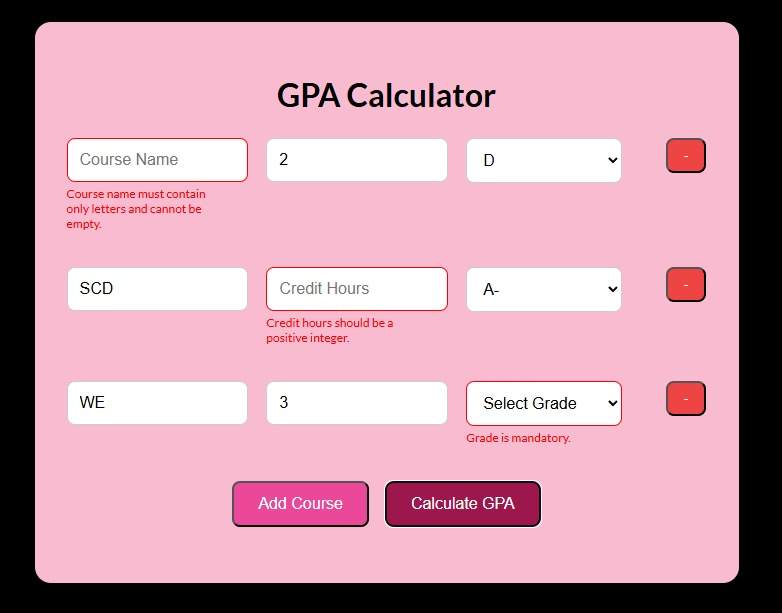 GPA Calculator
Course Name 2 D -
Course name must contain
only letters and cannot be
empty.
SCD Credit Hours A- -
Credit hours should be a
positive integer.
WE 3 Select Grade -
Grade is mandatory.
Add Course Calculate GPA